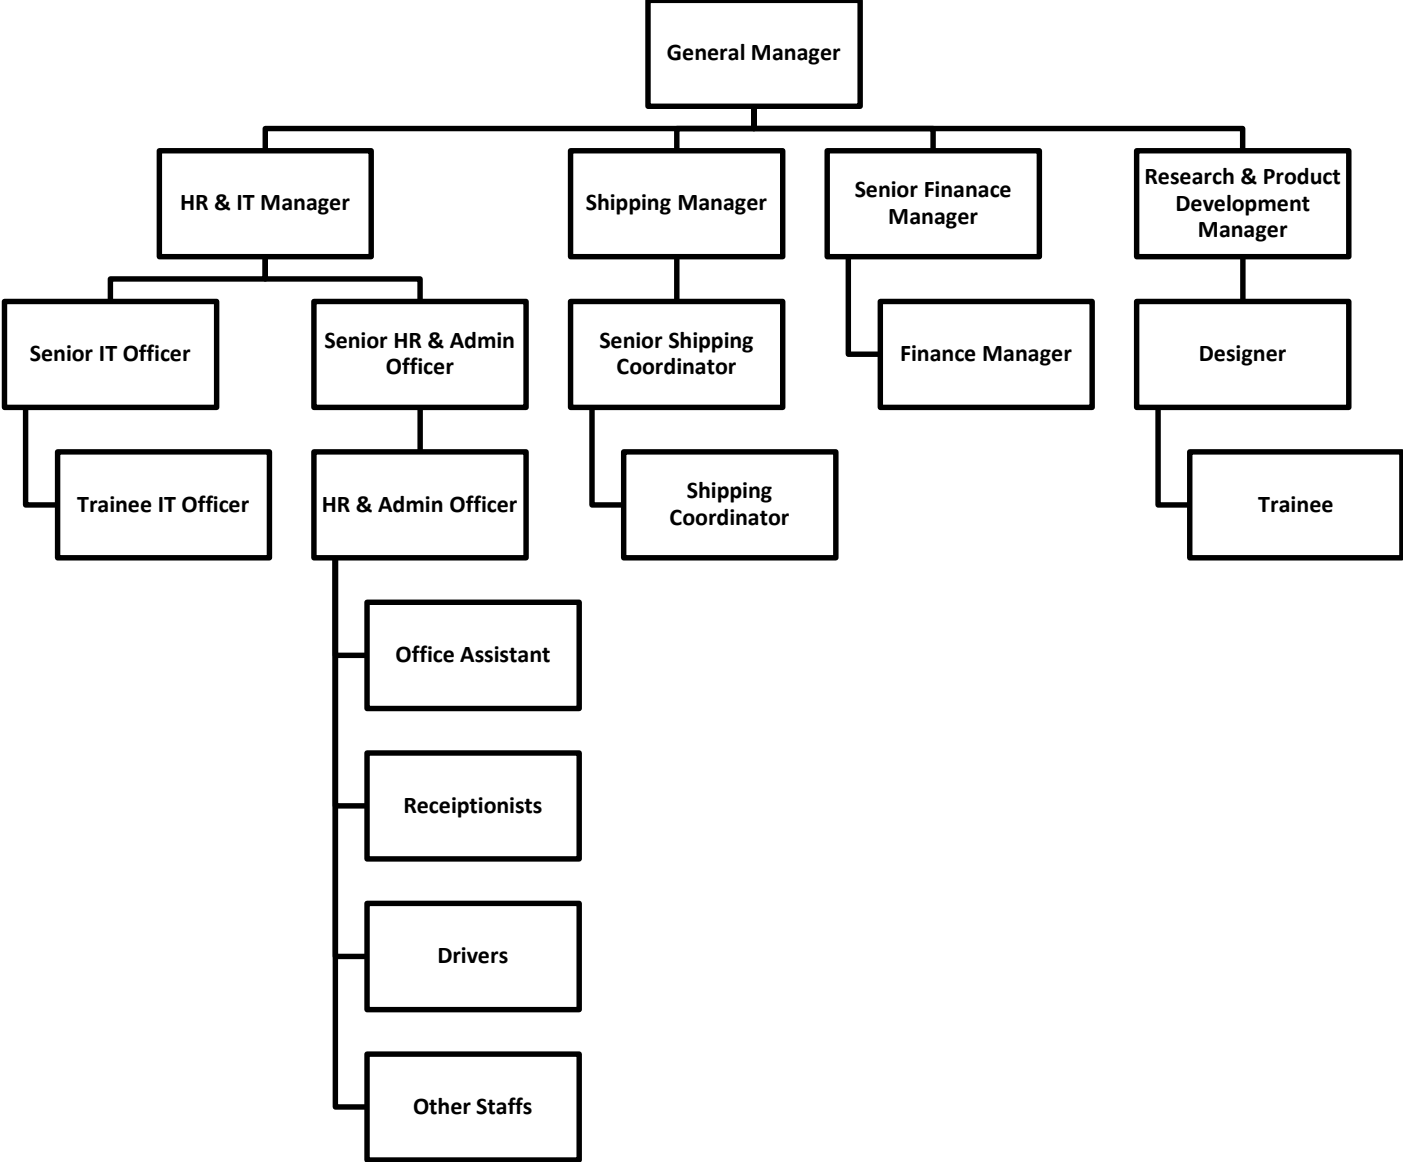 General Manager
HR & IT Manager
Shipping Manager
Senior Finanace
Manager
Research & Product
Development
Manager
Senior IT Officer
Senior HR & Admin
Officer
Senior Shipping
Coordinator
Finance Manager
Designer
Trainee IT Officer
HR & Admin Officer
Shipping
Coordinator
Trainee
Office Assistant
Receiptionists
Drivers
Other Staffs